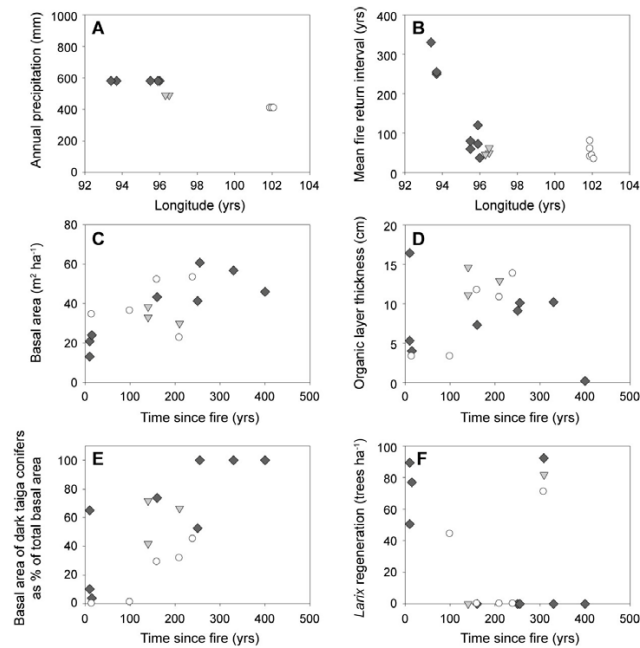 A
Annual precipitation (mm)
1000
800
600
400
200
0
92 94 96 98 100 102 104
Longitude (yrs)
B
Mean fire return interval (yrs)
400
300
200
100
0
92 94 96 98 100 102 104
Longitude (yrs)
C
Basal area (m² ha⁻¹)
80
60
40
20
0
0 100 200 300 400 500
Time since fire (yrs)
D
Organic layer thickness (cm)
20
15
10
5
0
0 100 200 300 400 500
Time since fire (yrs)
E
Basal area of dark taiga conifers
as % of total basal area
100
80
60
40
20
0
0 100 200 300 400 500
Time since fire (yrs)
F
Larix regeneration (trees ha⁻¹)
100
80
60
40
20
0
0 100 200 300 400 500
Time since fire (yrs)